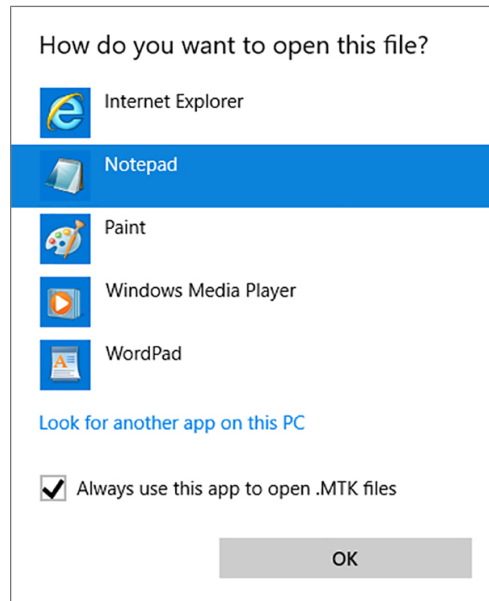 How do you want to open this file?
Internet Explorer
Notepad
Paint
Windows Media Player
WordPad
Look for another app on this PC
Always use this app to open .MTK files
OK